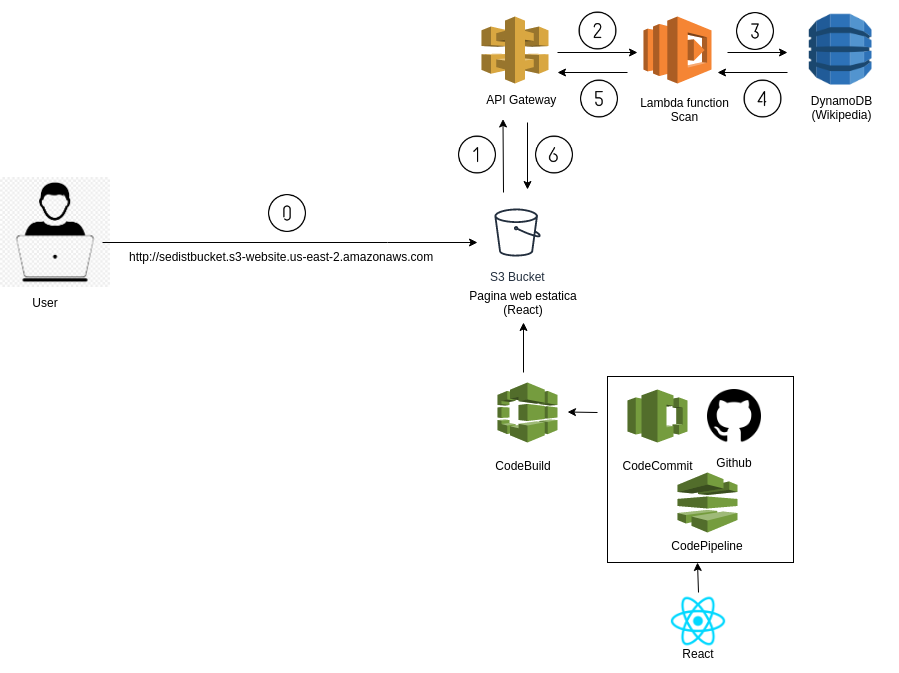 2
3
5
4
API Gateway
Lambda function
Scan
DynamoDB
(Wikipedia)
1
6
0
http://sedistbucket.s3-website.us-east-2.amazonaws.com
User
S3 Bucket
Pagina web estatica
(React)
CodeBuild
CodeCommit
Github
CodePipeline
React